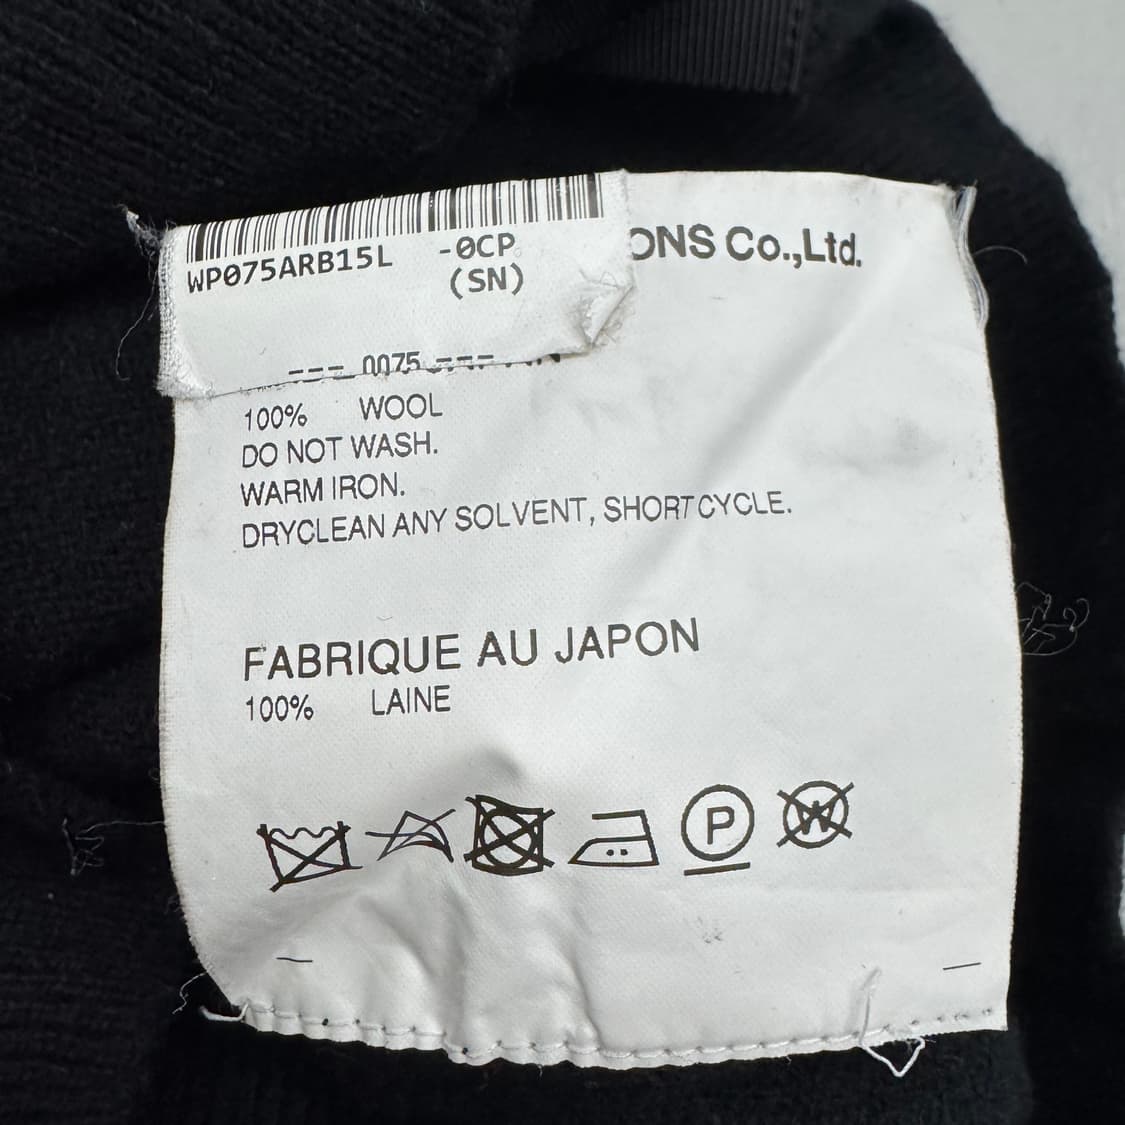 WP075ARB15L -0CP
(SN)
Co.,Ltd.
--- 0075 ---
100% WOOL
DO NOT WASH.
WARM IRON.
DRYCLEAN ANY SOLVENT, SHORT CYCLE.
FABRIQUE AU JAPON
100% LAINE
P
W